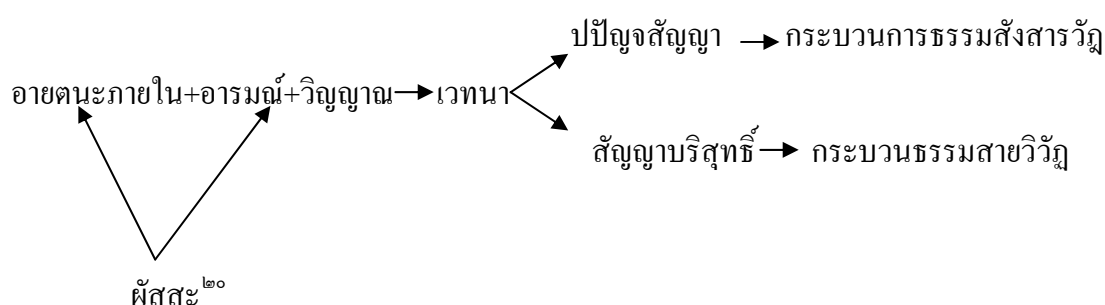 ปปัญจสัญญา กระบวนการธรรมสังสารวัฎ
อายตนะภายใน+อารมณ์+วิญญาณ เวทนา
สัญญาบริสุทธิ์ กระบวนธรรมสายวิวัฏ
ผัสสะ๒๐